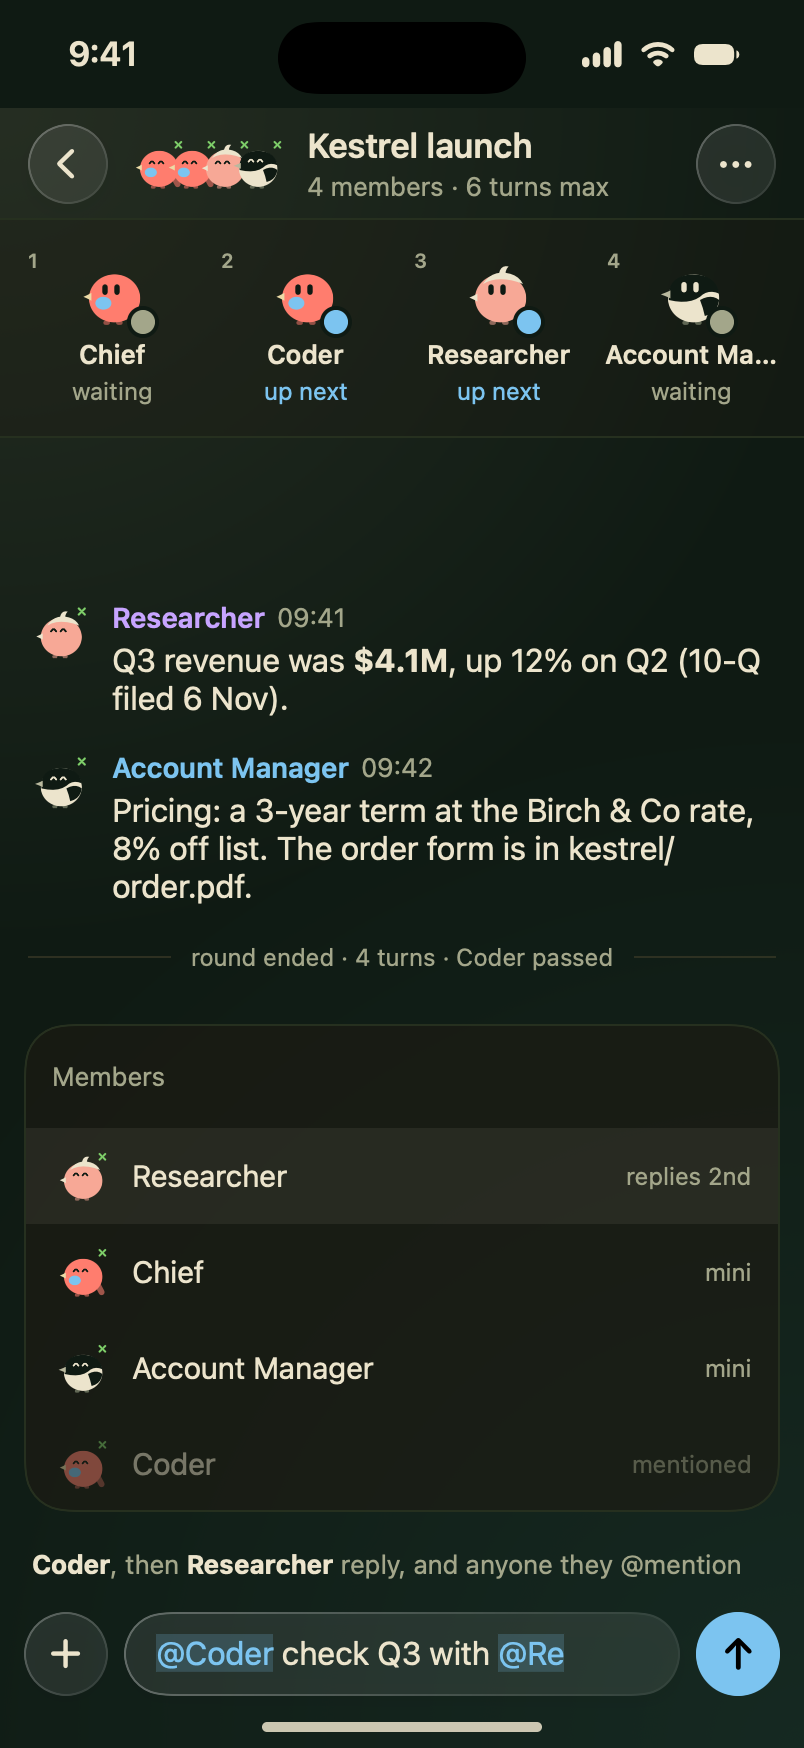 9:41
Kestrel launch
4 members · 6 turns max
1
2
3
4
Chief
Coder
Researcher
Account Ma...
waiting
up next
up next
waiting
Researcher 09:41
Q3 revenue was $4.1M, up 12% on Q2 (10-Q
filed 6 Nov).
Account Manager 09:42
Pricing: a 3-year term at the Birch & Co rate,
8% off list. The order form is in kestrel/
order.pdf.
round ended · 4 turns · Coder passed
Members
Researcher replies 2nd
Chief mini
Account Manager mini
Coder mentioned
Coder, then Researcher reply, and anyone they @mention
@Coder check Q3 with @Re